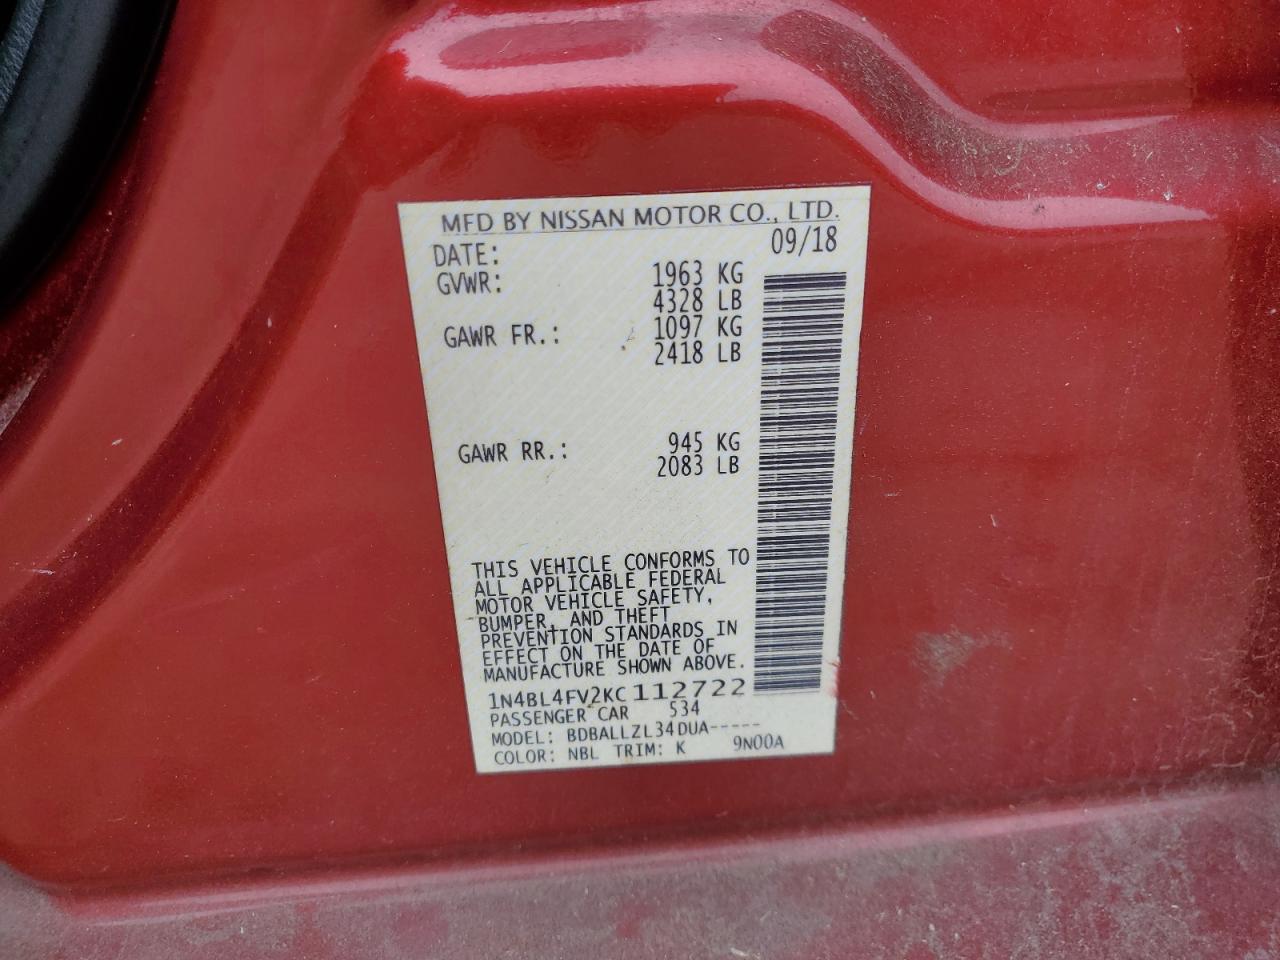 MFD BY NISSAN MOTOR CO., LTD.
DATE: 09/18
GVWR: 1963 KG
4328 LB
GAWR FR.: 1097 KG
2418 LB
GAWR RR.: 945 KG
2083 LB
THIS VEHICLE CONFORMS TO
ALL APPLICABLE FEDERAL
MOTOR VEHICLE SAFETY,
BUMPER, AND THEFT
PREVENTION STANDARDS IN
EFFECT ON THE DATE OF
MANUFACTURE SHOWN ABOVE.
1N4BL4FV2KC112722
PASSENGER CAR 534
MODEL: BDBALLZL34DUA-----
COLOR: NBL TRIM: K 9N00A